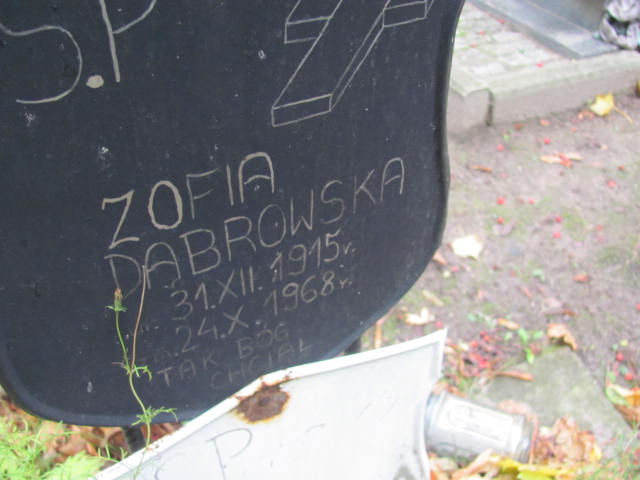 S.P
ZOFIA
DĄBROWSKA
31.XII.1915r.
24.X.1968r.
TAK BÓG
CHCIAŁ
S.P.